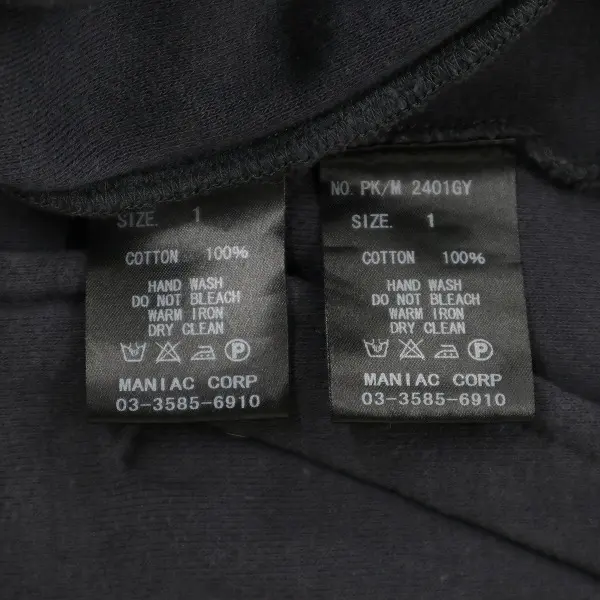 SIZE. 1
COTTON 100%
HAND WASH
DO NOT BLEACH
WARM IRON
DRY CLEAN
P
MANIAC CORP
03-3585-6910
NO. PK/M 2401GY
SIZE. 1
COTTON 100%
HAND WASH
DO NOT BLEACH
WARM IRON
DRY CLEAN
P
MANIAC CORP
03-3585-6910